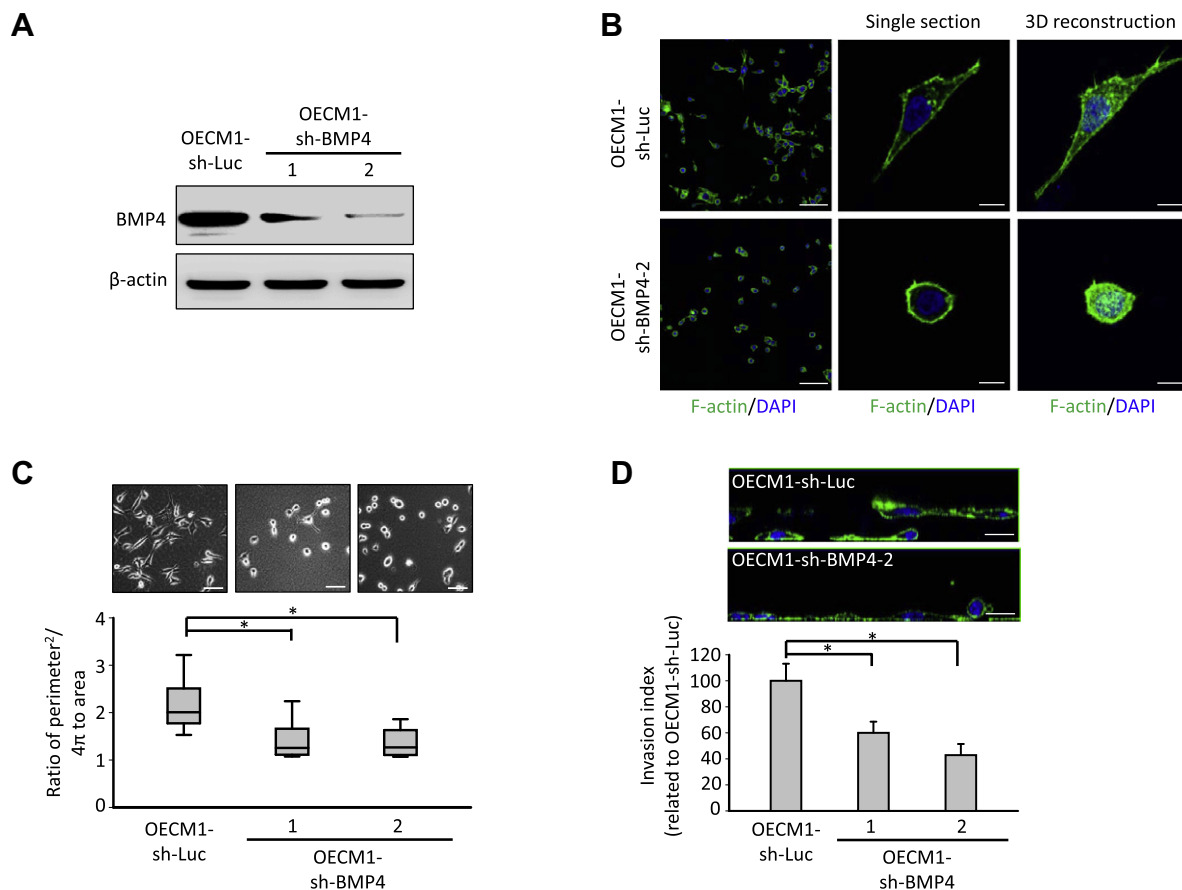 A
OECM1-
sh-Luc
OECM1-
sh-BMP4
1
2
BMP4
β-actin
B
Single section
3D reconstruction
OECM1-
sh-Luc
OECM1-
sh-BMP4-2
F-actin/DAPI
F-actin/DAPI
F-actin/DAPI
C
Ratio of perimeter²/
4π to area
4
3
2
1
0
*
*
OECM1-
sh-Luc
1
2
OECM1-
sh-BMP4
D
OECM1-sh-Luc
OECM1-sh-BMP4-2
Invasion index
(related to OECM1-sh-Luc)
120
100
80
60
40
20
0
*
*
OECM1-
sh-Luc
1
2
OECM1-
sh-BMP4